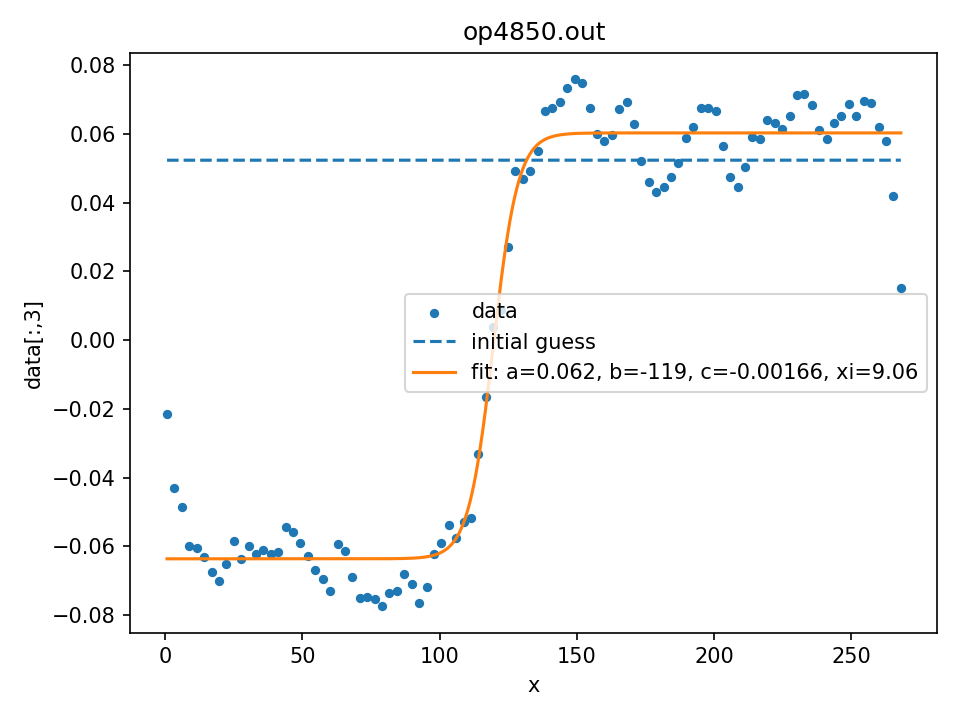 op4850.out
0.08
0.06
0.04
0.02
0.00
−0.02
−0.04
−0.06
−0.08
data[:,3]
data
initial guess
fit: a=0.062, b=-119, c=-0.00166, xi=9.06
0 50 100 150 200 250
x